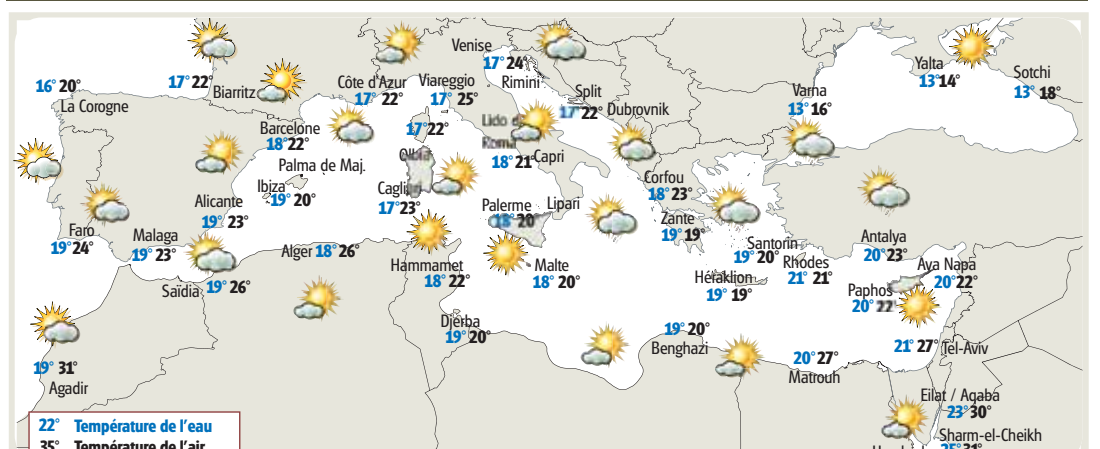 Venise
17° 24°
Rimini
Yalta
13° 14°
Sotchi
13° 18°
16° 20°
La Corogne
17° 22°
Biarritz
Côte d'Azur
17° 22°
Viareggio
17° 25°
Split
17° 22°
Dubrovnik
Varna
13° 16°
Barcelone
18° 22°
17° 22°
Olbia
Lido
Roma
18° 21°
Capri
Palma de Maj.
Ibiza
19° 20°
Cagliari
17° 23°
Corfou
18° 23°
Alicante
19° 23°
Palerme
18° 20°
Lipari
Zante
19° 19°
Faro
19° 24°
Malaga
19° 23°
Alger 18° 26°
Santorin
19° 20°
Rhodes
21° 21°
Antalya
20° 23°
Aya Napa
20° 22°
Hammamet
18° 22°
Malte
18° 20°
Héraklion
19° 19°
Paphos
20° 22°
Saïdia
19° 26°
Djerba
19° 20°
19° 20°
Benghazi
21° 27°
Tel-Aviv
20° 27°
Matrouh
19° 31°
Agadir
Eilat / Aqaba
23° 30°
Sharm-el-Cheikh
25° 31°
22° Température de l'eau
35° Température de l'air